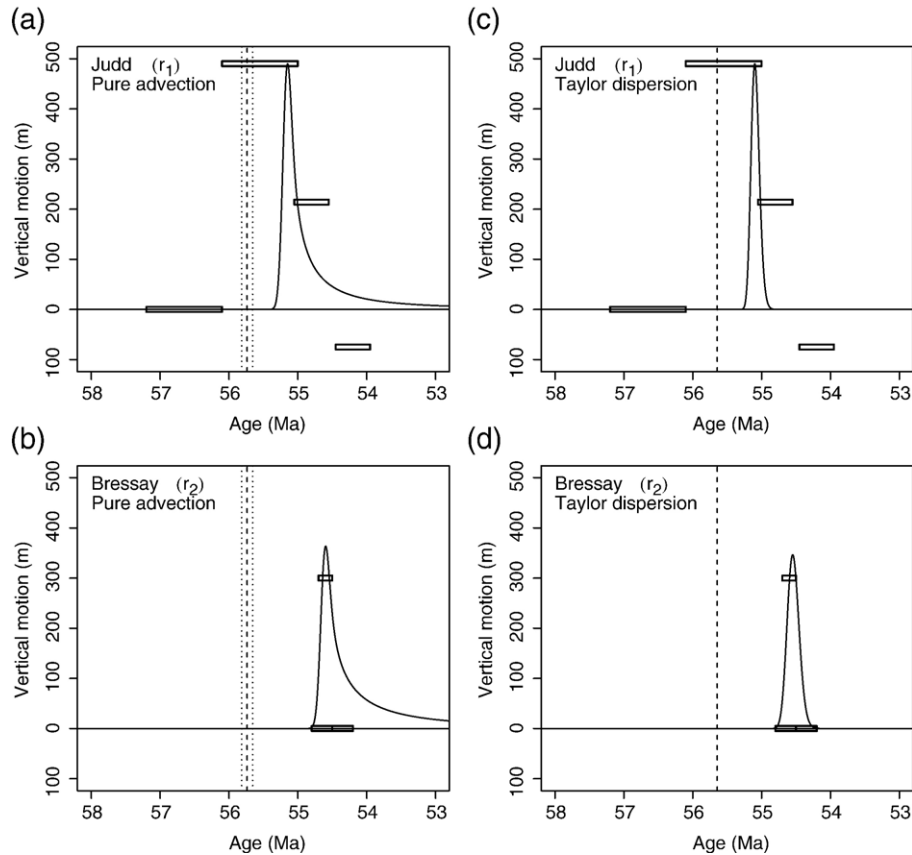 (a)
Judd (r1)
Pure advection
Vertical motion (m)
500
400
300
200
100
0
100
58 57 56 55 54 53
Age (Ma)
(c)
Judd (r1)
Taylor dispersion
Vertical motion (m)
500
400
300
200
100
0
100
58 57 56 55 54 53
Age (Ma)
(b)
Bressay (r2)
Pure advection
Vertical motion (m)
500
400
300
200
100
0
100
58 57 56 55 54 53
Age (Ma)
(d)
Bressay (r2)
Taylor dispersion
Vertical motion (m)
500
400
300
200
100
0
100
58 57 56 55 54 53
Age (Ma)